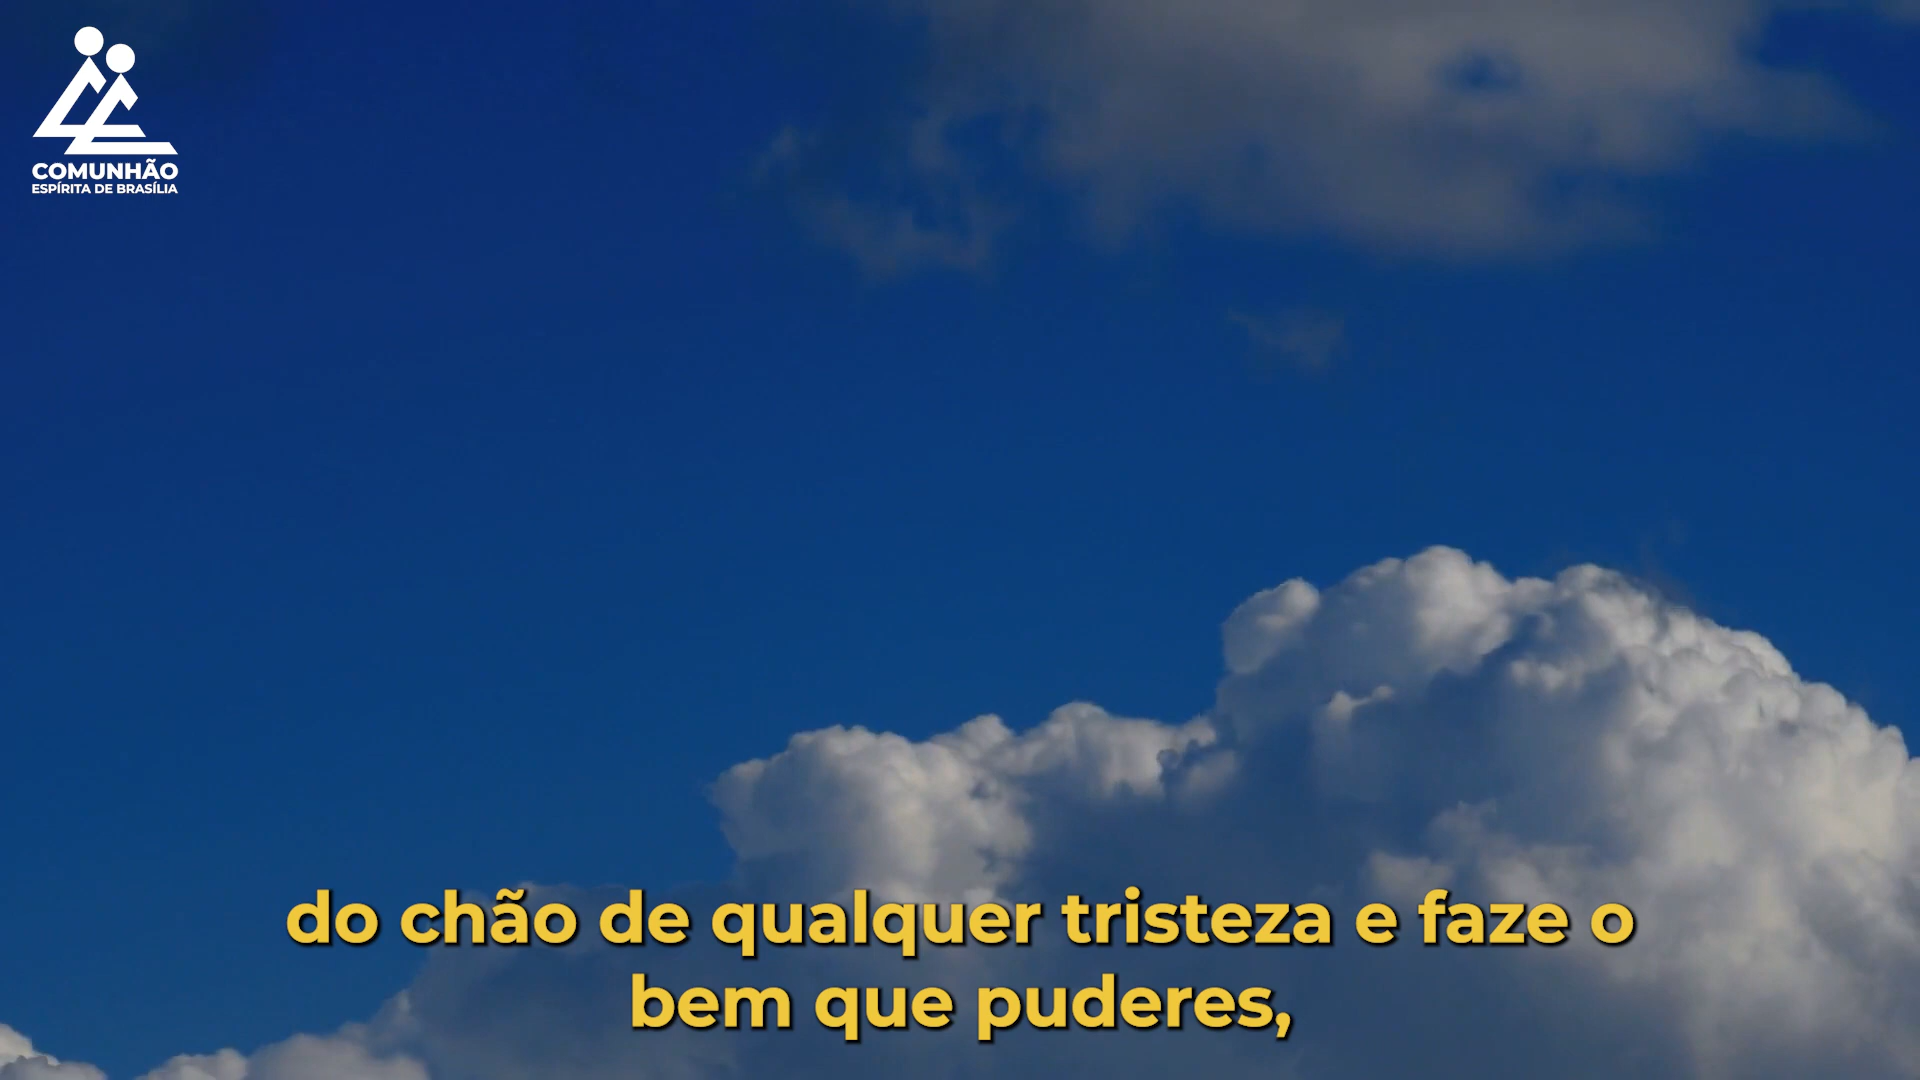 COMUNHÃO
ESPÍRITA DE BRASÍLIA
do chão de qualquer tristeza e faze o
bem que puderes,